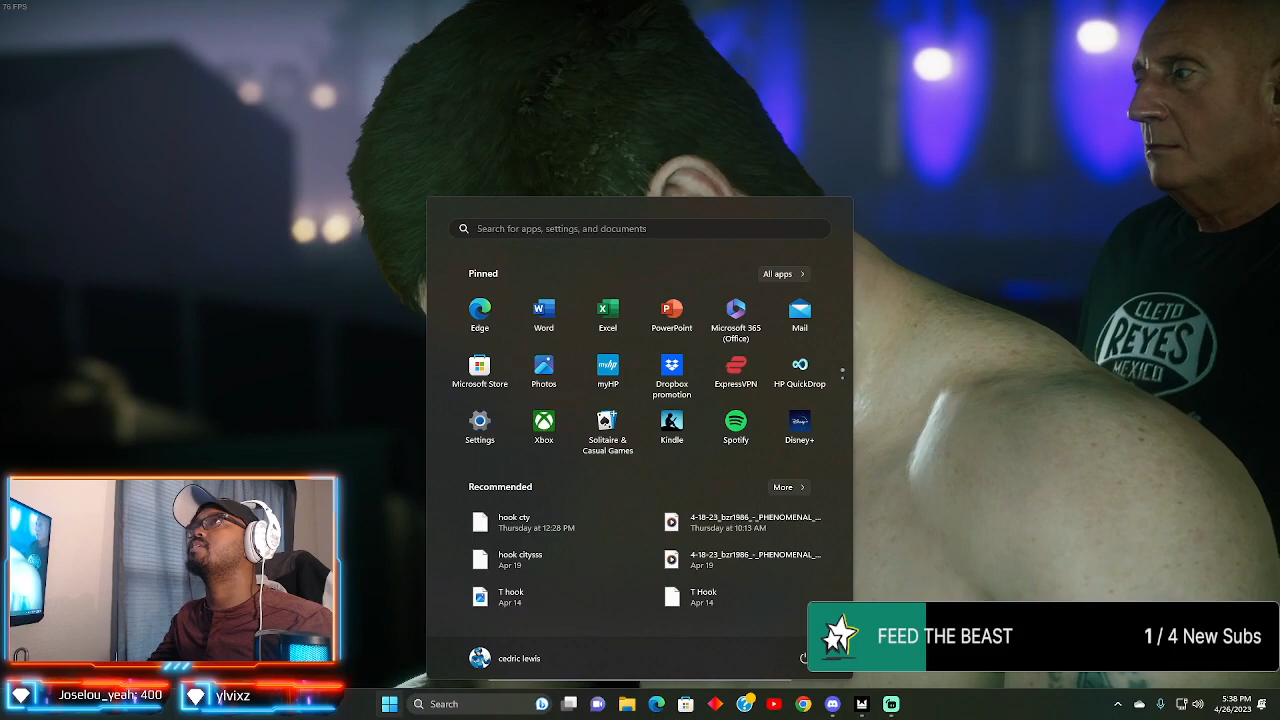 76 FPS
CLETO
REYES
MEXICO
Search for apps, settings, and documents
Pinned
All apps
Edge
Word
Excel
PowerPoint
Microsoft 365
(Office)
Mail
Microsoft Store
Photos
myHP
Dropbox
promotion
ExpressVPN
HP QuickDrop
Settings
Xbox
Solitaire &
Casual Games
Kindle
Spotify
Disney+
Recommended
More
hook cty
Thursday at 12:28 PM
4-18-23_bzr1986_-_PHENOMENAL_...
Thursday at 10:13 AM
hook citysss
Apr 19
4-18-23_bzr1986_-_PHENOMENAL_...
Apr 19
T hook
Apr 14
T Hook
Apr 14
FEED THE BEAST
1 / 4 New Subs
cedric lewis
Joselou_yeah: 400
ylvixz
Search
5:38 PM
4/26/2023